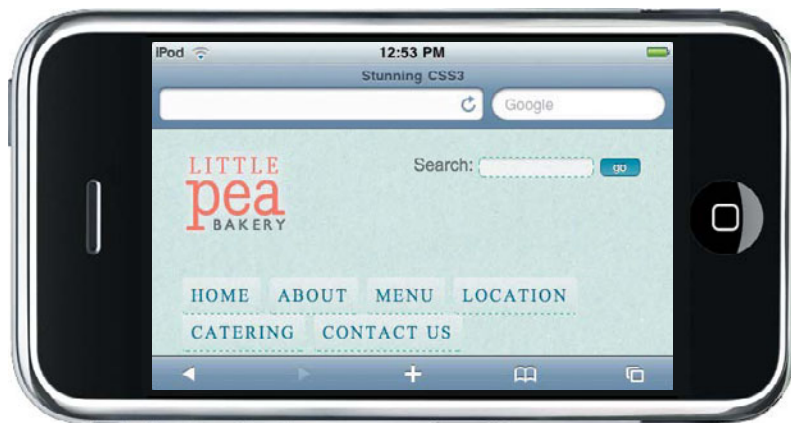 iPod 12:53 PM
Stunning CSS3
Google
LITTLE
pea
BAKERY
Search: go
HOME ABOUT MENU LOCATION
CATERING CONTACT US